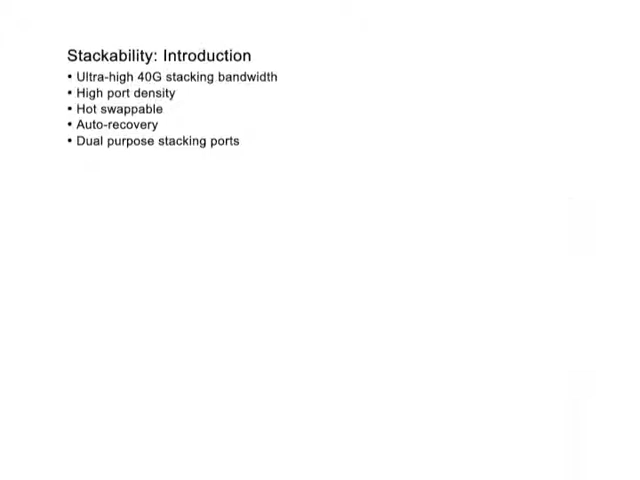 Stackability: Introduction
• Ultra-high 40G stacking bandwidth
• High port density
• Hot swappable
• Auto-recovery
• Dual purpose stacking ports